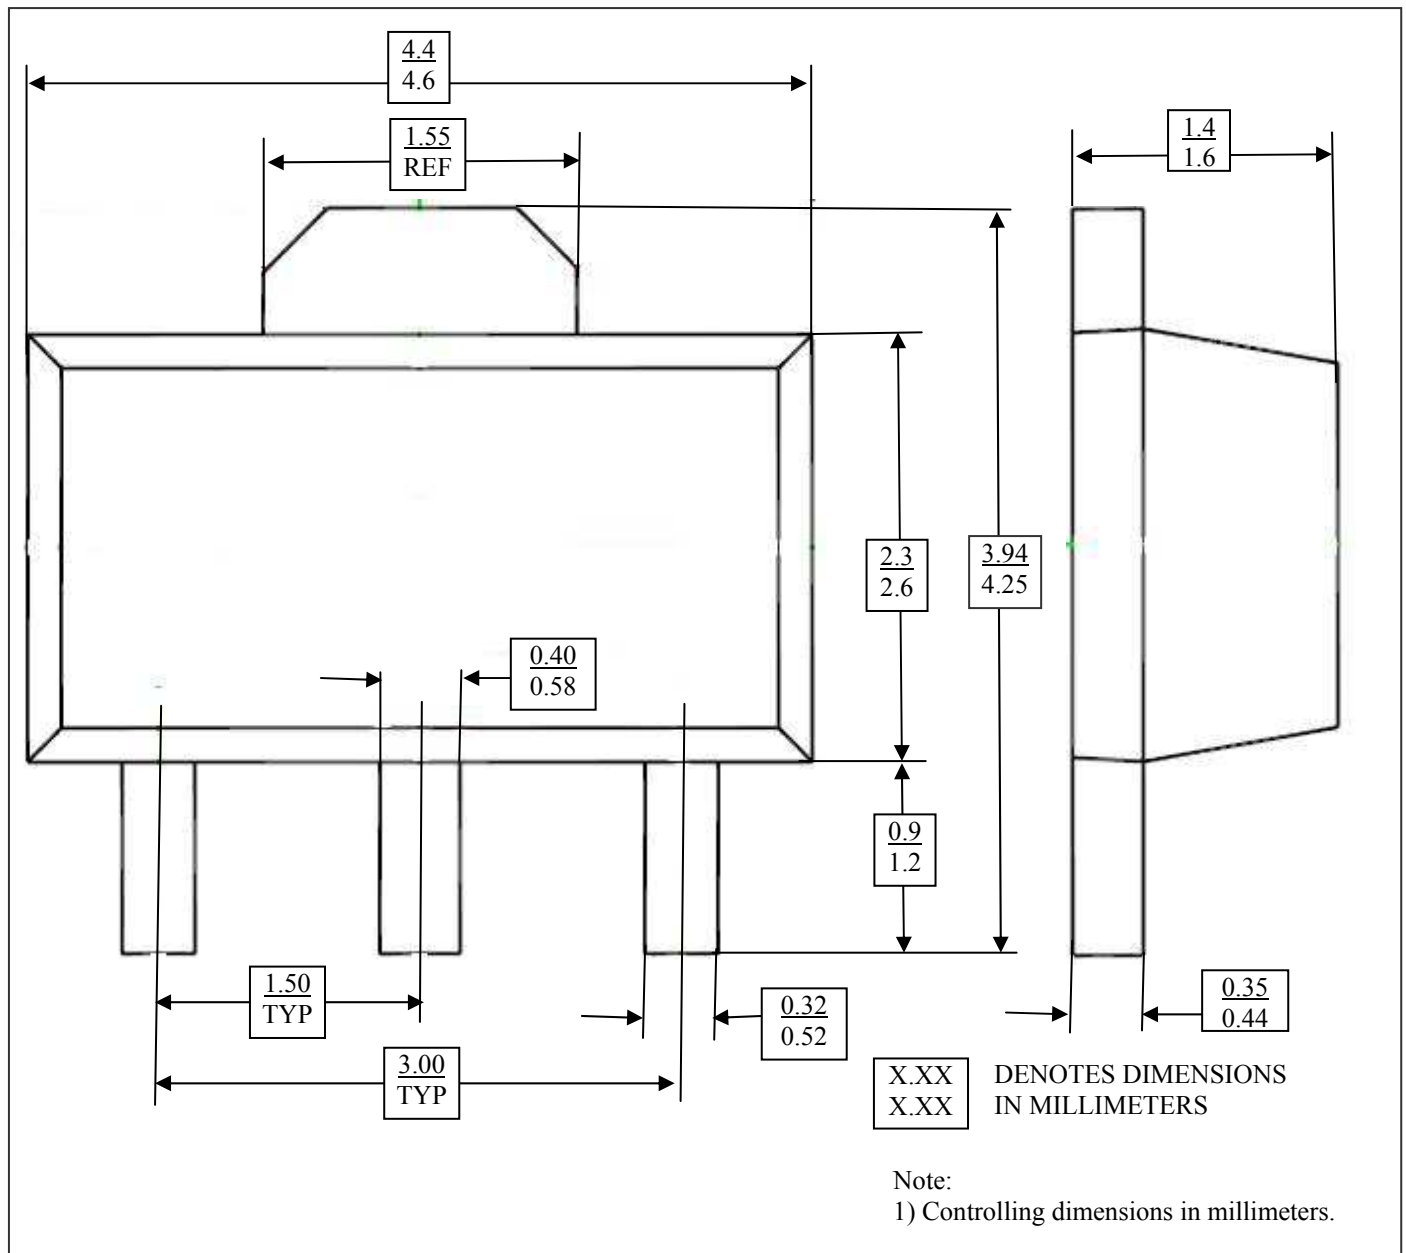 4.4
4.6
1.55
REF
1.4
1.6
2.3
2.6
3.94
4.25
0.40
0.58
0.9
1.2
1.50
TYP
0.32
0.52
0.35
0.44
3.00
TYP
X.XX
X.XX
DENOTES DIMENSIONS
IN MILLIMETERS
Note:
1) Controlling dimensions in millimeters.